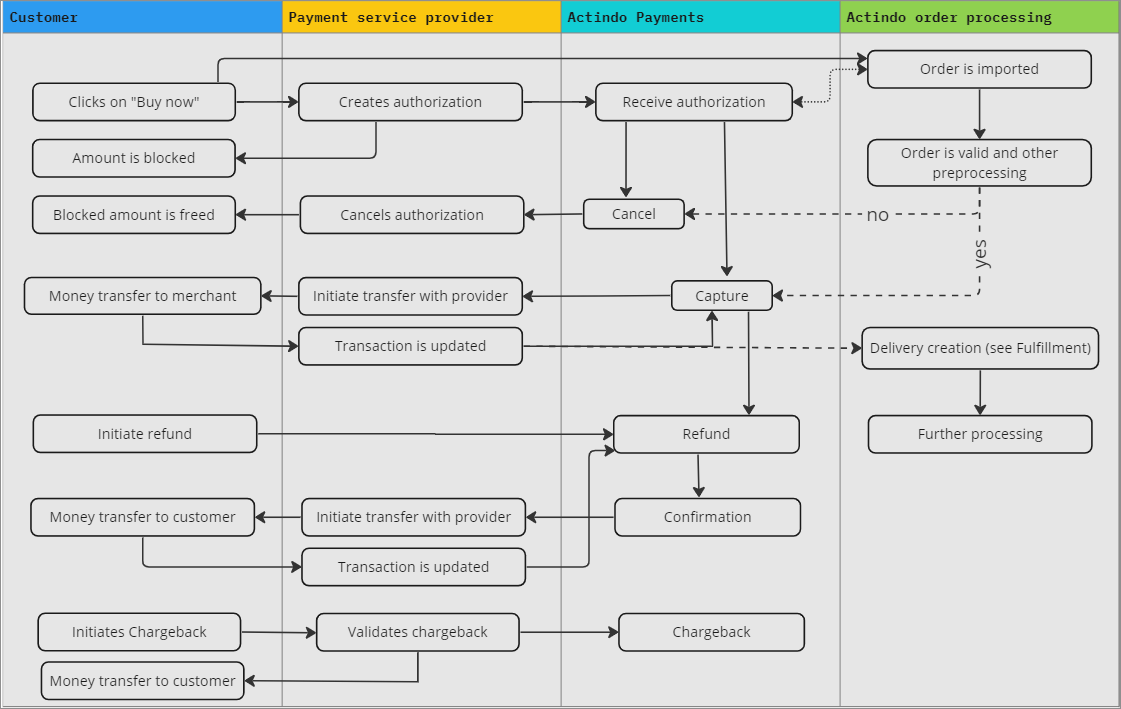 Customer
Payment service provider
Actindo Payments
Actindo order processing
Order is imported
Clicks on "Buy now"
Creates authorization
Receive authorization
Amount is blocked
Order is valid and other
preprocessing
Blocked amount is freed
Cancels authorization
Cancel
no
yes
Money transfer to merchant
Initiate transfer with provider
Capture
Transaction is updated
Delivery creation (see Fulfillment)
Initiate refund
Refund
Further processing
Money transfer to customer
Initiate transfer with provider
Confirmation
Transaction is updated
Initiates Chargeback
Validates chargeback
Chargeback
Money transfer to customer